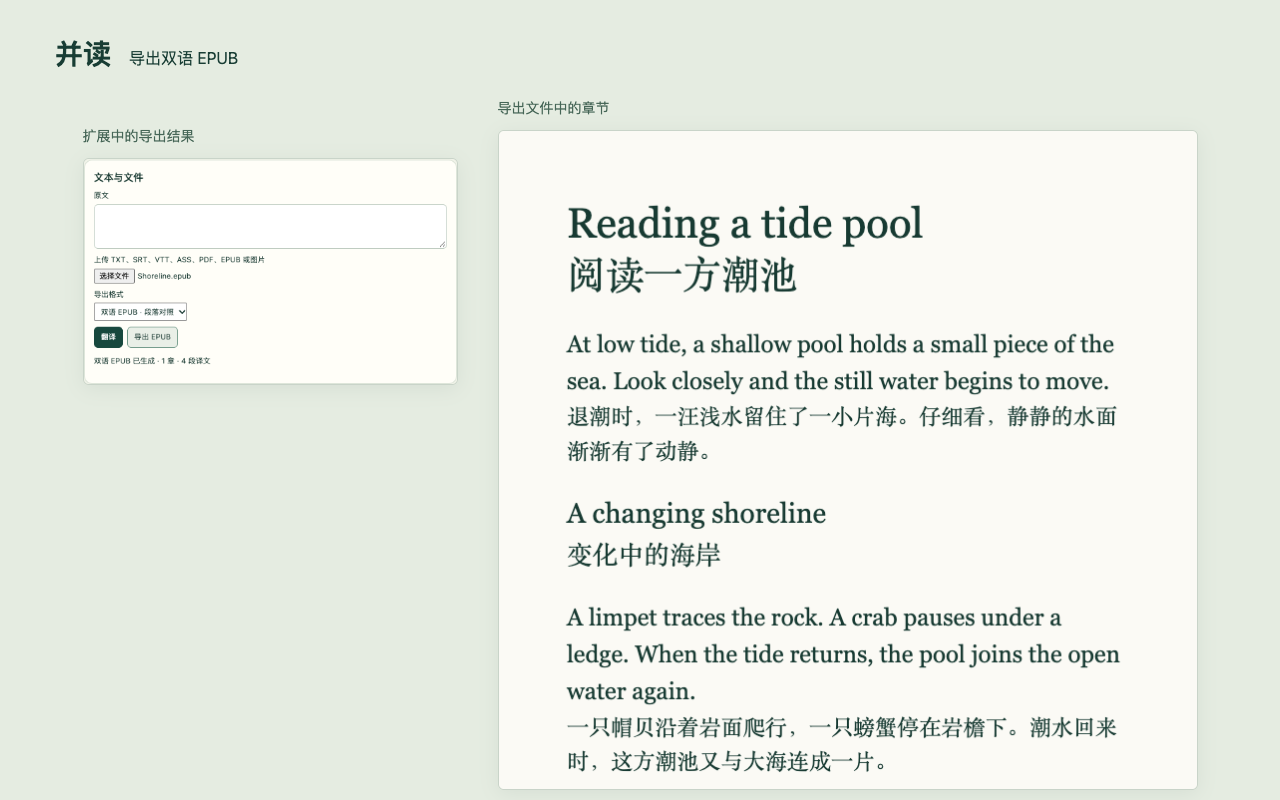 并读 导出双语 EPUB
扩展中的导出结果
文本与文件
原文
上传 TXT、SRT、VTT、ASS、PDF、EPUB 或图片
选择文件 Shoreline.epub
导出格式
双语 EPUB · 段落对照
翻译 导出 EPUB
双语 EPUB 已生成 · 1 章 · 4 段译文
导出文件中的章节
Reading a tide pool
阅读一方潮池
At low tide, a shallow pool holds a small piece of the
sea. Look closely and the still water begins to move.
退潮时，一汪浅水留住了一小片海。仔细看，静静的水面
渐渐有了动静。
A changing shoreline
变化中的海岸
A limpet traces the rock. A crab pauses under a
ledge. When the tide returns, the pool joins the open
water again.
一只帽贝沿着岩面爬行，一只螃蟹停在岩檐下。潮水回来
时，这方潮池又与大海连成一片。